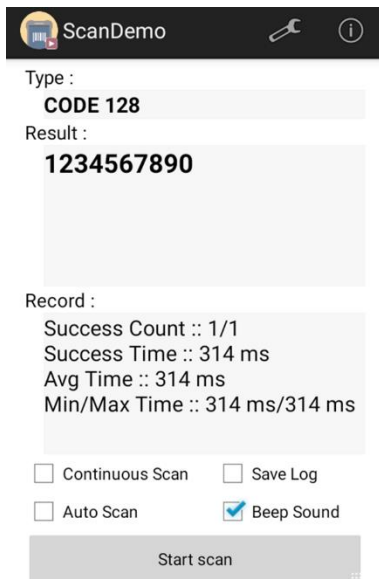 ScanDemo
Type :
CODE 128
Result :
1234567890
Record :
Success Count :: 1/1
Success Time :: 314 ms
Avg Time :: 314 ms
Min/Max Time :: 314 ms/314 ms
Continuous Scan Save Log
Auto Scan Beep Sound
Start scan